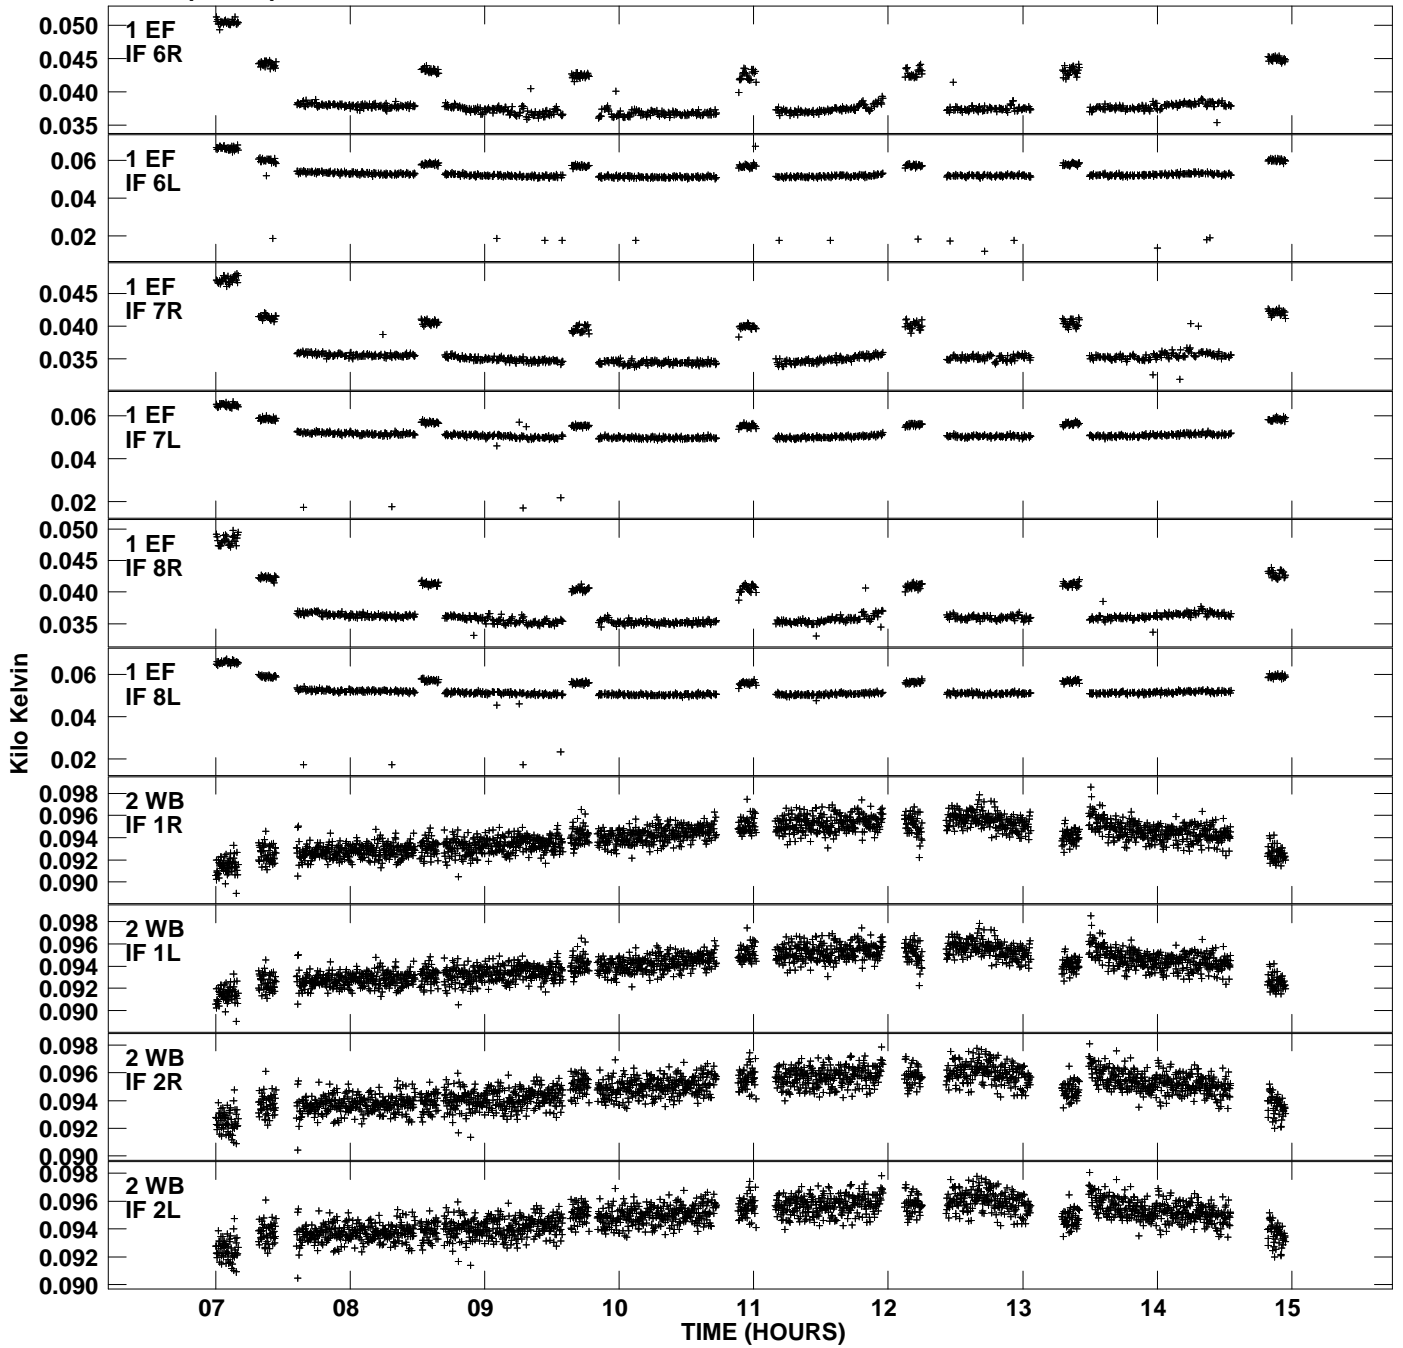 0.050
0.045
0.040
0.035
1 EF
IF 6R
0.06
0.04
0.02
1 EF
IF 6L
0.045
0.040
0.035
1 EF
IF 7R
0.06
0.04
0.02
1 EF
IF 7L
0.050
0.045
0.040
0.035
1 EF
IF 8R
0.06
0.04
0.02
1 EF
IF 8L
0.098
0.096
0.094
0.092
0.090
2 WB
IF 1R
0.098
0.096
0.094
0.092
0.090
2 WB
IF 1L
0.098
0.096
0.094
0.092
0.090
2 WB
IF 2R
0.098
0.096
0.094
0.092
0.090
2 WB
IF 2L
Kilo Kelvin
07 08 09 10 11 12 13 14 15
TIME (HOURS)